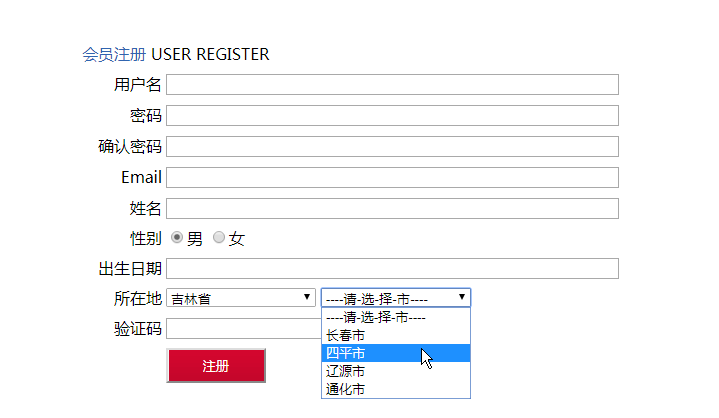 会员注册 USER REGISTER
用户名
密码
确认密码
Email
姓名
性别 男 女
出生日期
所在地 吉林省 ----请-选-择-市----
----请-选-择-市----
长春市
四平市
辽源市
通化市
验证码
注册